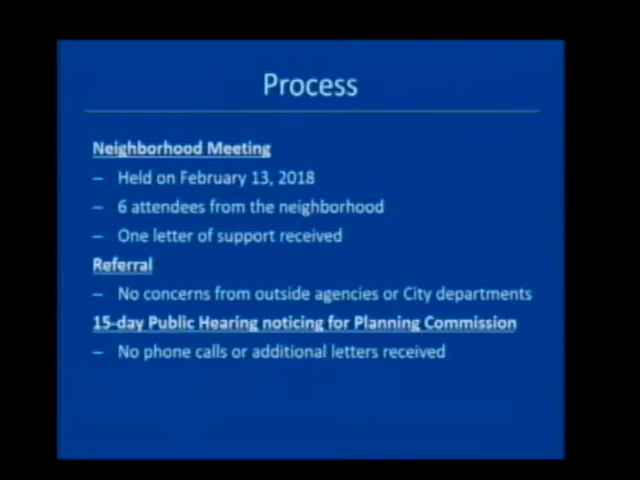 Process
Neighborhood Meeting
– Held on February 13, 2018
– 6 attendees from the neighborhood
– One letter of support received
Referral
– No concerns from outside agencies or City departments
15-day Public Hearing noticing for Planning Commission
– No phone calls or additional letters received